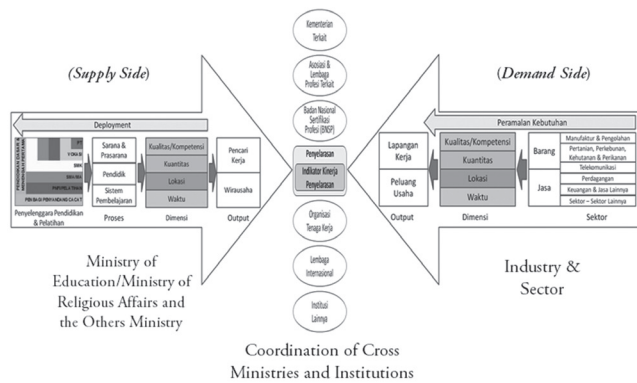 (Supply Side)
Deployment
PT
VOKASI
SMK
Penyelenggara Pendidikan
& Pelatihan
Sarana &
Prasarana
Pendidik
Sistem
Pembelajaran
Proses
Kualitas/Kompetensi
Kuantitas
Lokasi
Waktu
Dimensi
Pencari
Kerja
Wirausaha
Output
Ministry of
Education/Ministry of
Religious Affairs and
the Others Ministry
Kementerian
Terkait
Asosiasi &
Lembaga
Profesi Terkait
Badan Nasional
Sertifikasi
Profesi (BNSP)
Penyelarasan
Indikator Kinerja
Penyelarasan
Organisasi
Tenaga Kerja
Lembaga
Internasional
Institusi
Lainnya
Coordination of Cross
Ministries and Institutions
(Demand Side)
Peramalan Kebutuhan
Lapangan
Kerja
Peluang
Usaha
Output
Kualitas/Kompetensi
Kuantitas
Lokasi
Waktu
Dimensi
Barang
Jasa
Manufaktur & Pengolahan
Pertanian, Perkebunan,
Kehutanan & Perikanan
Telekomunikasi
Perdagangan
Keuangan & Jasa Lainnya
Sektor – Sektor Lainnya
Sektor
Industry &
Sector